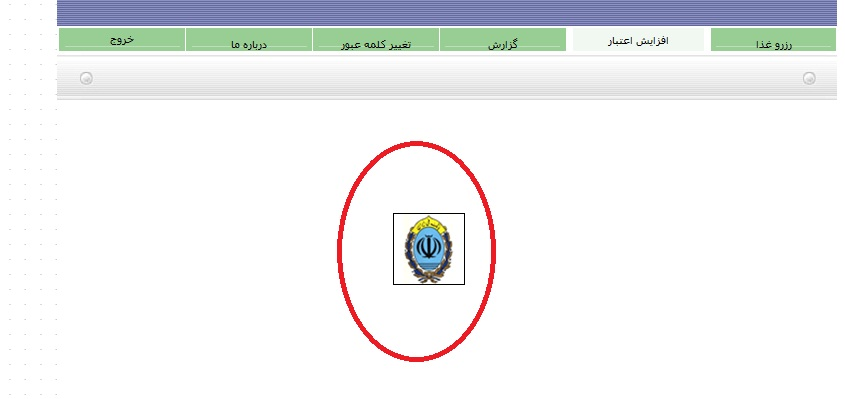 رزرو غذا
افزایش اعتبار
گزارش
تغییر کلمه عبور
درباره ما
خروج